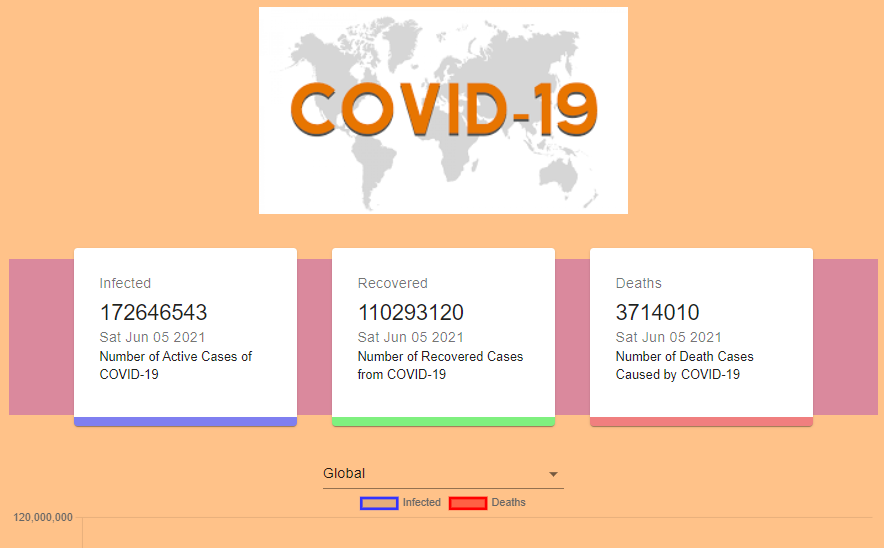 COVID-19
Infected
172646543
Sat Jun 05 2021
Number of Active Cases of
COVID-19
Recovered
110293120
Sat Jun 05 2021
Number of Recovered Cases
from COVID-19
Deaths
3714010
Sat Jun 05 2021
Number of Death Cases
Caused by COVID-19
Global
Infected
Deaths
120,000,000